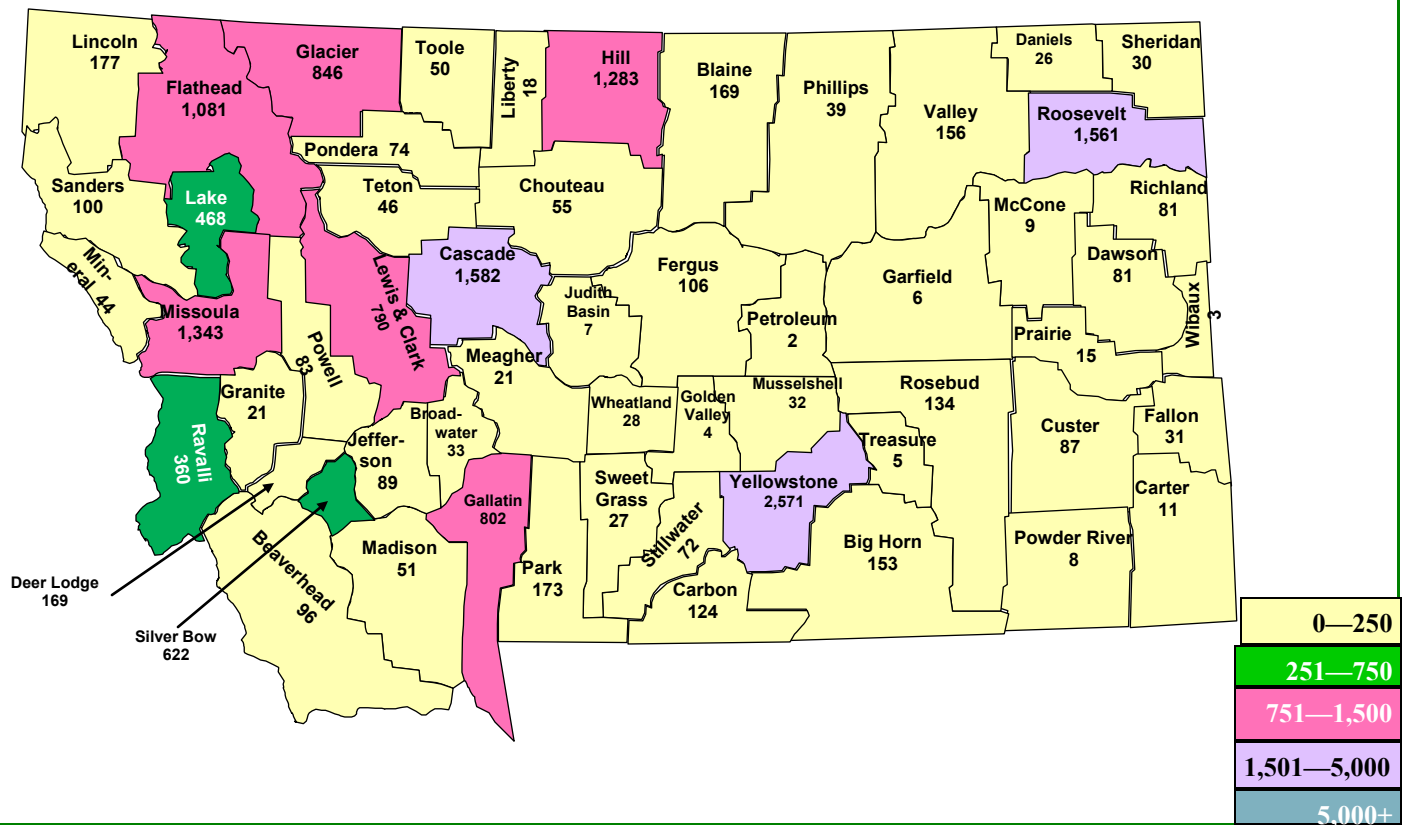 Lincoln
177
Flathead
1,081
Glacier
846
Toole
50
Liberty
18
Hill
1,283
Blaine
169
Phillips
39
Valley
156
Daniels
26
Sheridan
30
Roosevelt
1,561
Pondera 74
Sanders
100
Lake
468
Teton
46
Chouteau
55
McCone
9
Richland
81
Min-
eral 44
Missoula
1,343
Powell
83
Lewis & Clark
790
Cascade
1,582
Judith
Basin
7
Fergus
106
Petroleum
2
Garfield
6
Dawson
81
Wibaux
3
Prairie
15
Meagher
21
Granite
21
Ravalli
360
Broad-
water
33
Jeffer-
son
89
Wheatland
28
Golden
Valley
4
Musselshell
32
Rosebud
134
Treasure
5
Custer
87
Fallon
31
Carter
11
Gallatin
802
Sweet
Grass
27
Stillwater
72
Yellowstone
2,571
Big Horn
153
Powder River
8
Madison
51
Beaverhead
96
Park
173
Carbon
124
Deer Lodge
169
Silver Bow
622
0—250
251—750
751—1,500
1,501—5,000
5,000+